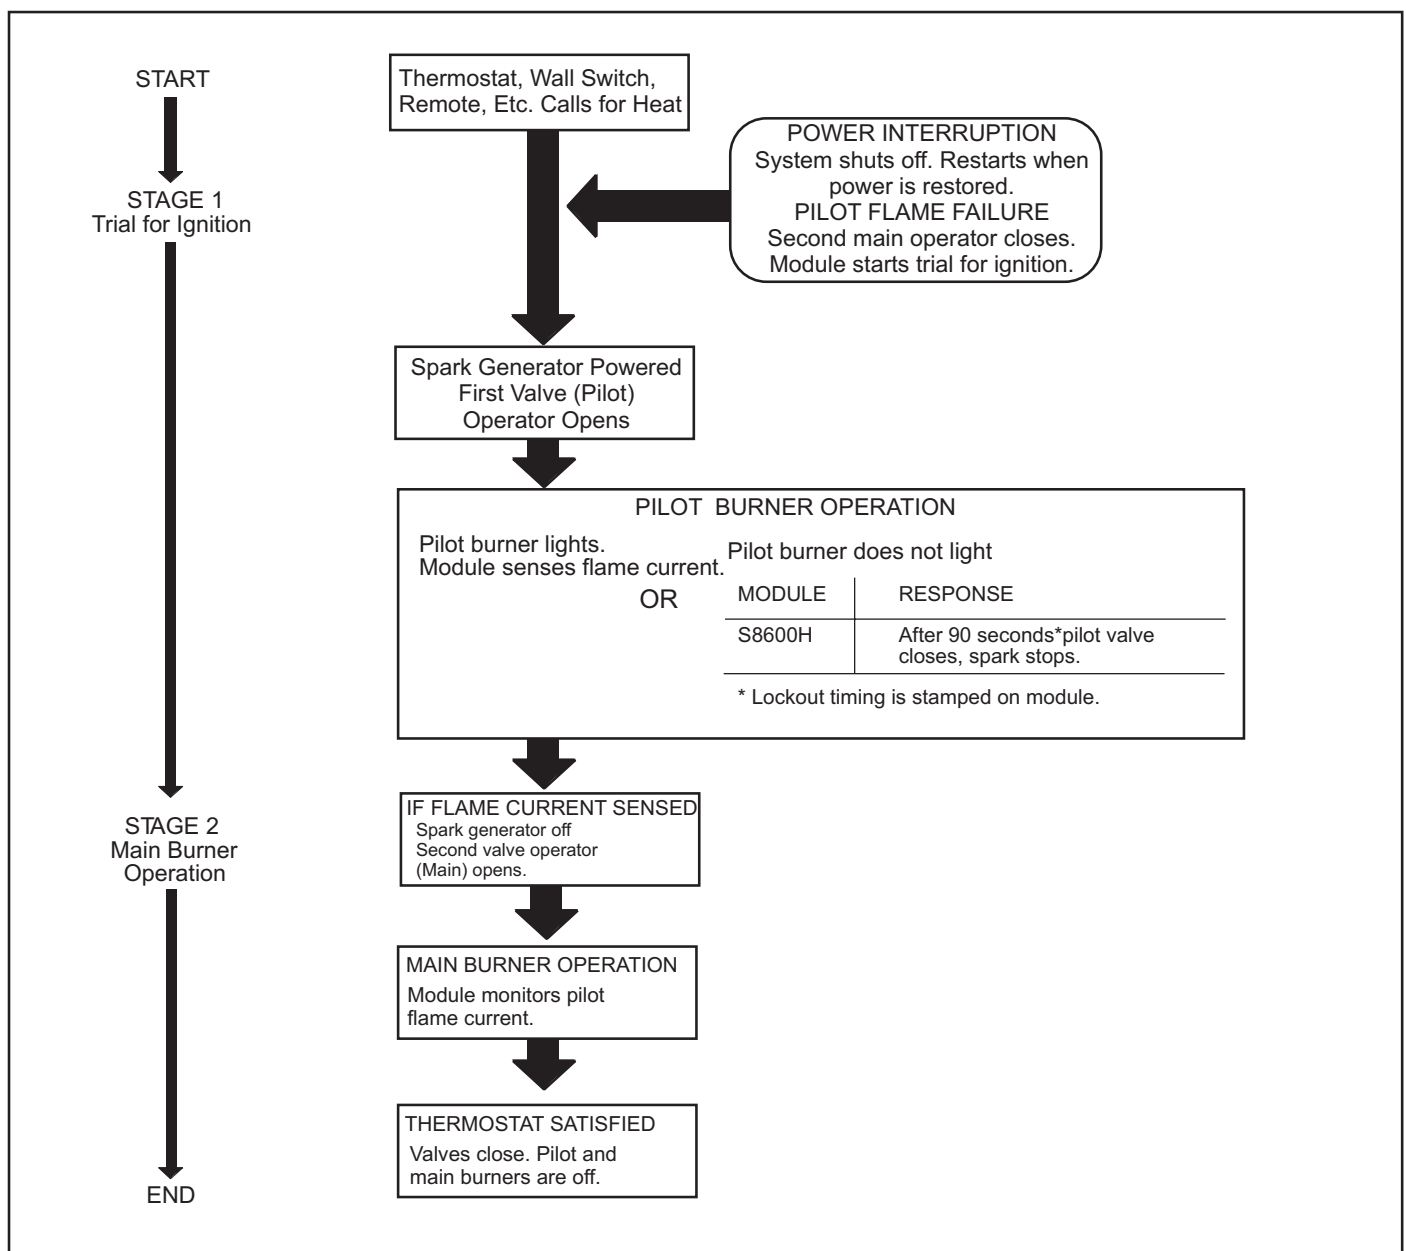 START
STAGE 1
Trial for Ignition
STAGE 2
Main Burner
Operation
END
Thermostat, Wall Switch,
Remote, Etc. Calls for Heat
POWER INTERRUPTION
System shuts off. Restarts when
power is restored.
PILOT FLAME FAILURE
Second main operator closes.
Module starts trial for ignition.
Spark Generator Powered
First Valve (Pilot)
Operator Opens
PILOT BURNER OPERATION
Pilot burner lights.
Module senses flame current.
OR
Pilot burner does not light
MODULE RESPONSE
S8600H After 90 seconds*pilot valve
closes, spark stops.
* Lockout timing is stamped on module.
IF FLAME CURRENT SENSED
Spark generator off
Second valve operator
(Main) opens.
MAIN BURNER OPERATION
Module monitors pilot
flame current.
THERMOSTAT SATISFIED
Valves close. Pilot and
main burners are off.